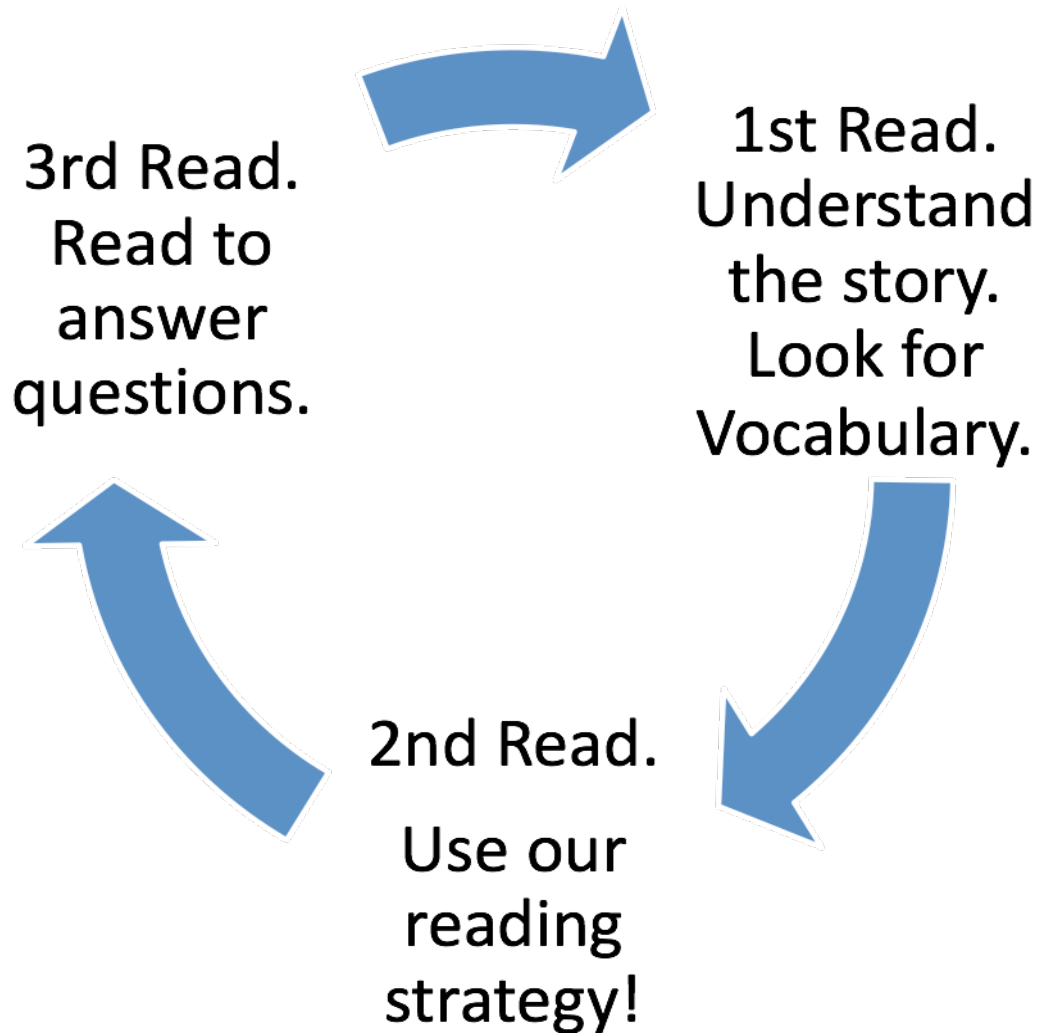 1st Read.
Understand
the story.
Look for
Vocabulary.
2nd Read.
Use our
reading
strategy!
3rd Read.
Read to
answer
questions.